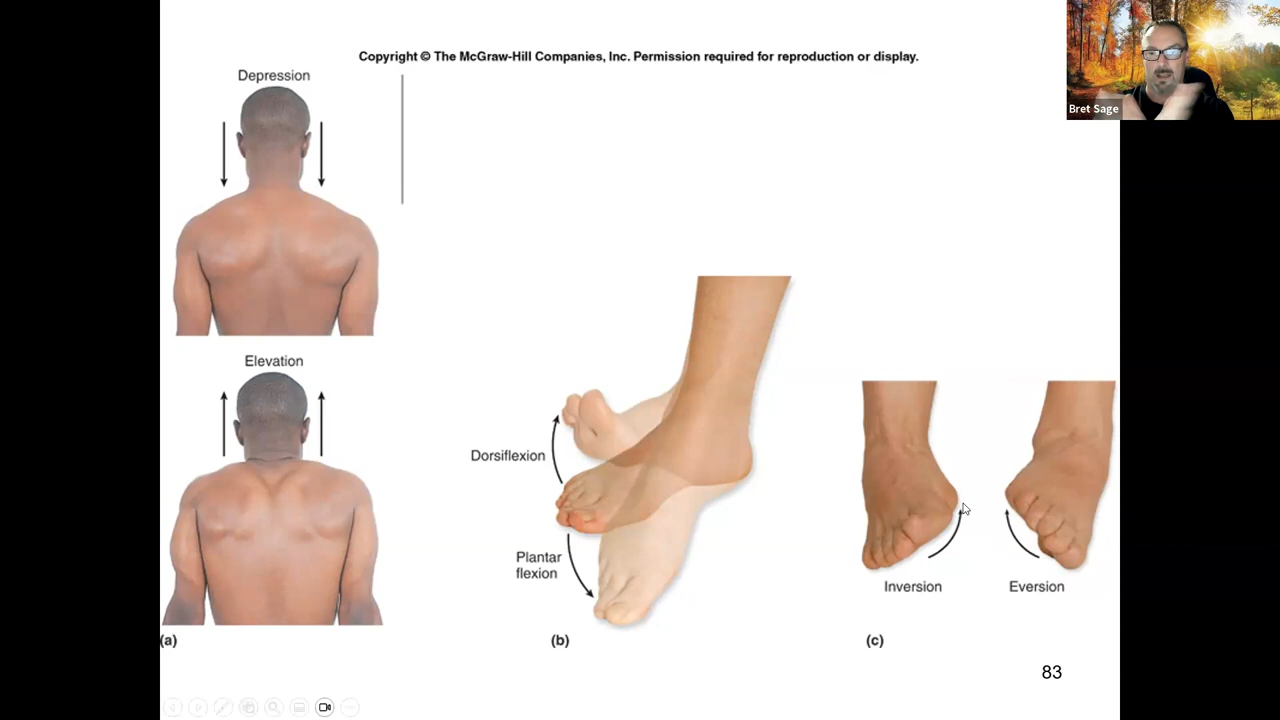 Copyright © The McGraw-Hill Companies, Inc. Permission required for reproduction or display.
Depression
Elevation
(a)
Dorsiflexion
Plantar
flexion
(b)
Inversion
Eversion
(c)
83
Bret Sage